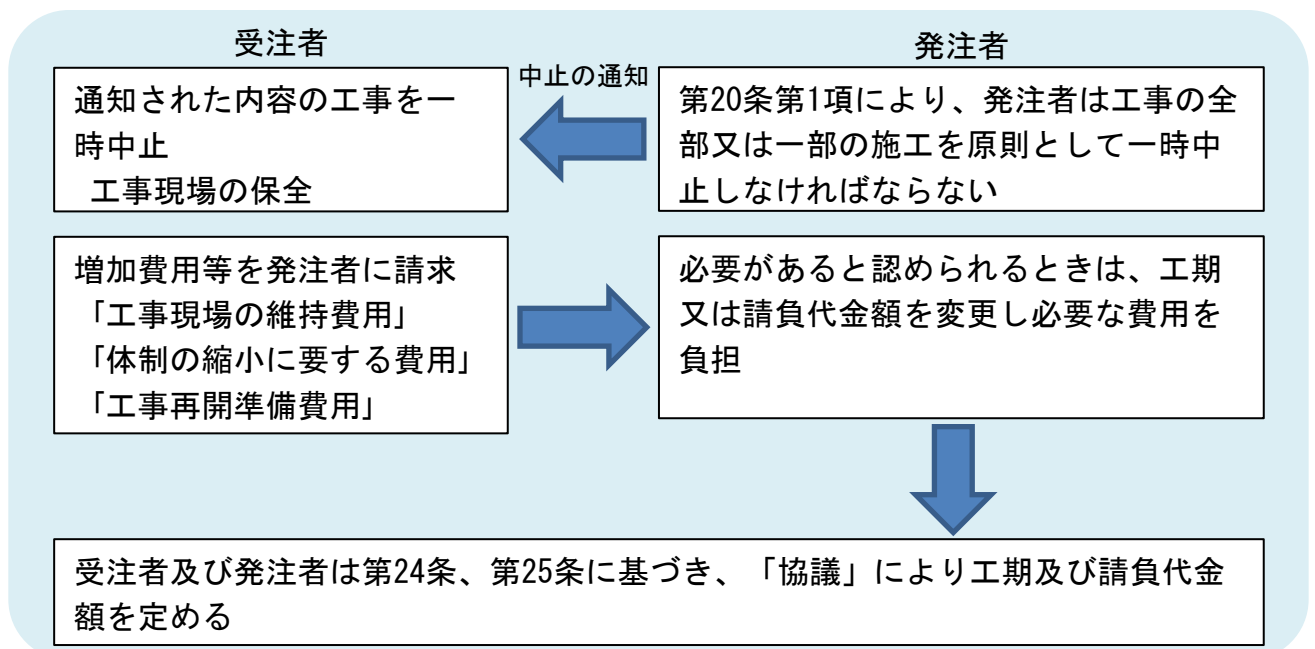 受注者
発注者
中止の通知
通知された内容の工事を一
時中止
工事現場の保全
第20条第1項により、発注者は工事の全
部又は一部の施工を原則として一時中
止しなければならない
増加費用等を発注者に請求
「工事現場の維持費用」
「体制の縮小に要する費用」
「工事再開準備費用」
必要があると認められるときは、工期
又は請負代金額を変更し必要な費用を
負担
受注者及び発注者は第24条、第25条に基づき、「協議」により工期及び請負代金
額を定める